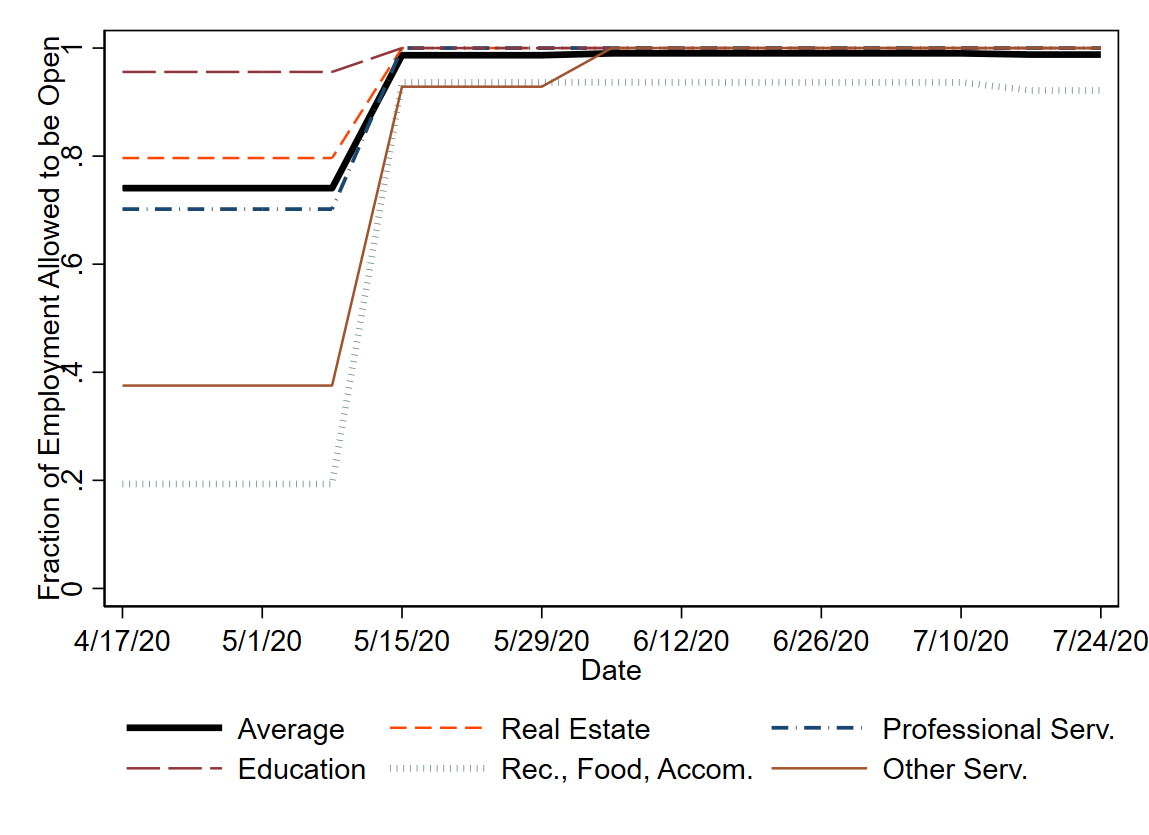 Fraction of Employment Allowed to be Open
1
.8
.6
.4
.2
0
4/17/20 5/1/20 5/15/20 5/29/20 6/12/20 6/26/20 7/10/20 7/24/20
Date
Average Real Estate Professional Serv.
Education Rec., Food, Accom. Other Serv.